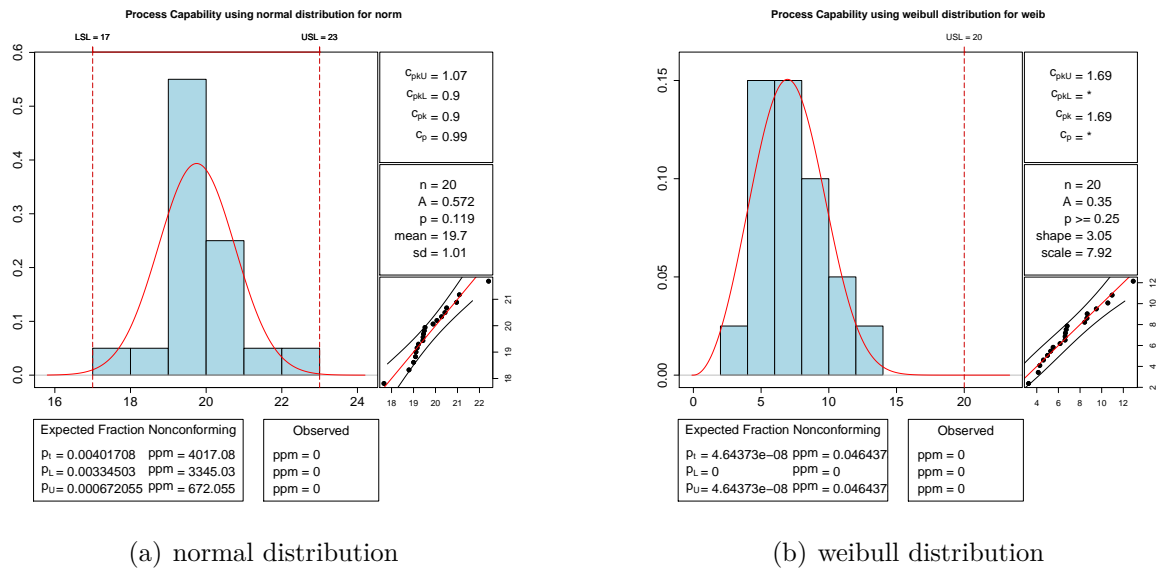 Process Capability using normal distribution for norm
LSL = 17
USL = 23
0.6
0.5
0.4
0.3
0.2
0.1
0.0
16
18
20
22
24
cpkU = 1.07
cpkL = 0.9
cpk = 0.9
cp = 0.99
n = 20
A = 0.572
p = 0.119
mean = 19.7
sd = 1.01
21
20
19
18
18 19 20 21 22
Expected Fraction Nonconforming
pt = 0.00401708 ppm = 4017.08
pL = 0.00334503 ppm = 3345.03
pU = 0.000672055 ppm = 672.055
Observed
ppm = 0
ppm = 0
ppm = 0
(a) normal distribution
Process Capability using weibull distribution for weib
USL = 20
0.15
0.10
0.05
0.00
0
5
10
15
20
cpkU = 1.69
cpkL = *
cpk = 1.69
cp = *
n = 20
A = 0.35
p >= 0.25
shape = 3.05
scale = 7.92
12
10
8
6
4
2
4 6 8 10 12
Expected Fraction Nonconforming
pt = 4.64373e−08 ppm = 0.046437
pL = 0 ppm = 0
pU = 4.64373e−08 ppm = 0.046437
Observed
ppm = 0
ppm = 0
ppm = 0
(b) weibull distribution